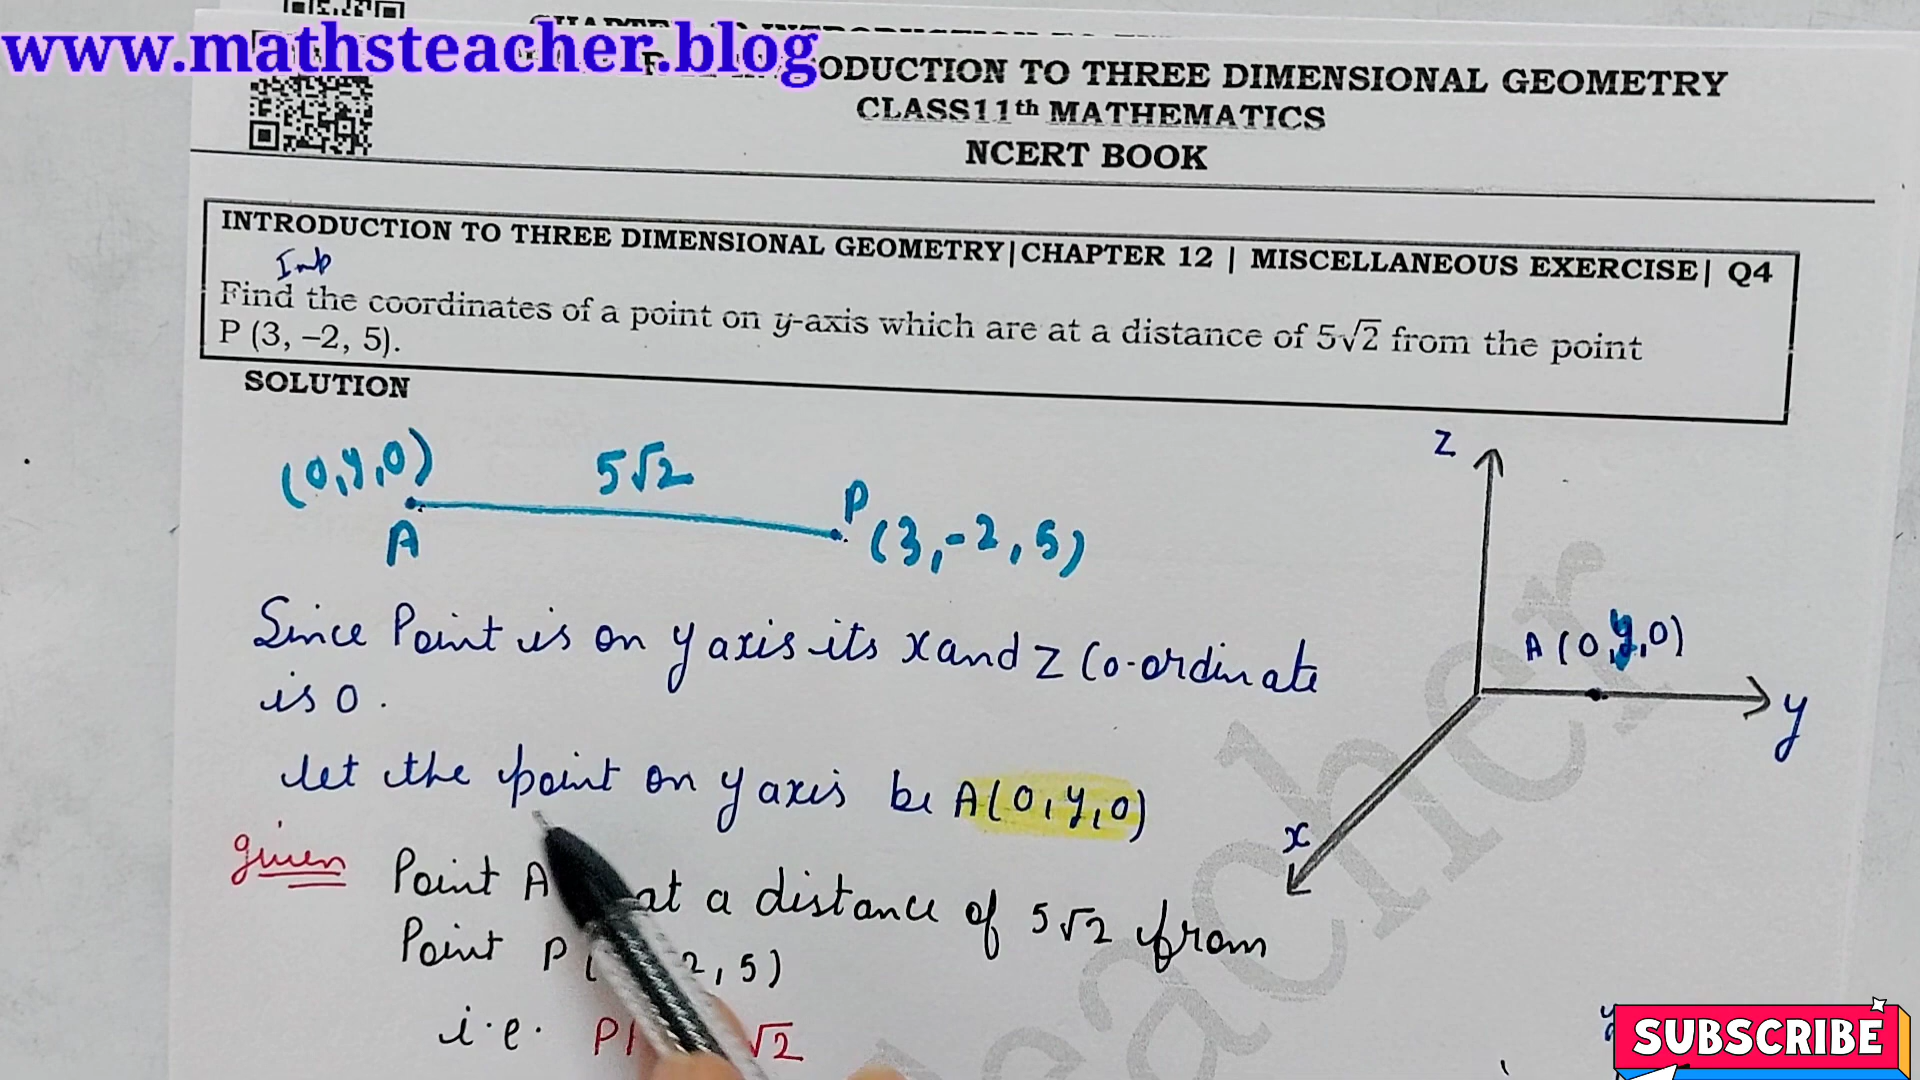 www.mathsteacher.blog
ODUCTION TO THREE DIMENSIONAL GEOMETRY
CLASS11th MATHEMATICS
NCERT BOOK
INTRODUCTION TO THREE DIMENSIONAL GEOMETRY|CHAPTER 12 | MISCELLANEOUS EXERCISE| Q4
Imp
Find the coordinates of a point on y-axis which are at a distance of 5√2 from the point
P (3, –2, 5).
SOLUTION
(0,y,0)
5√2
A
P
(3,-2,5)
Z
A (0,y,0)
y
x
Since Point is on y axis its x and z Co-ordinate
is 0.
let the point on y axis be A(0,y,0)
given Point A at a distance of 5√2 from
Point P ( 2,5)
i.e. P √2
SUBSCRIBE